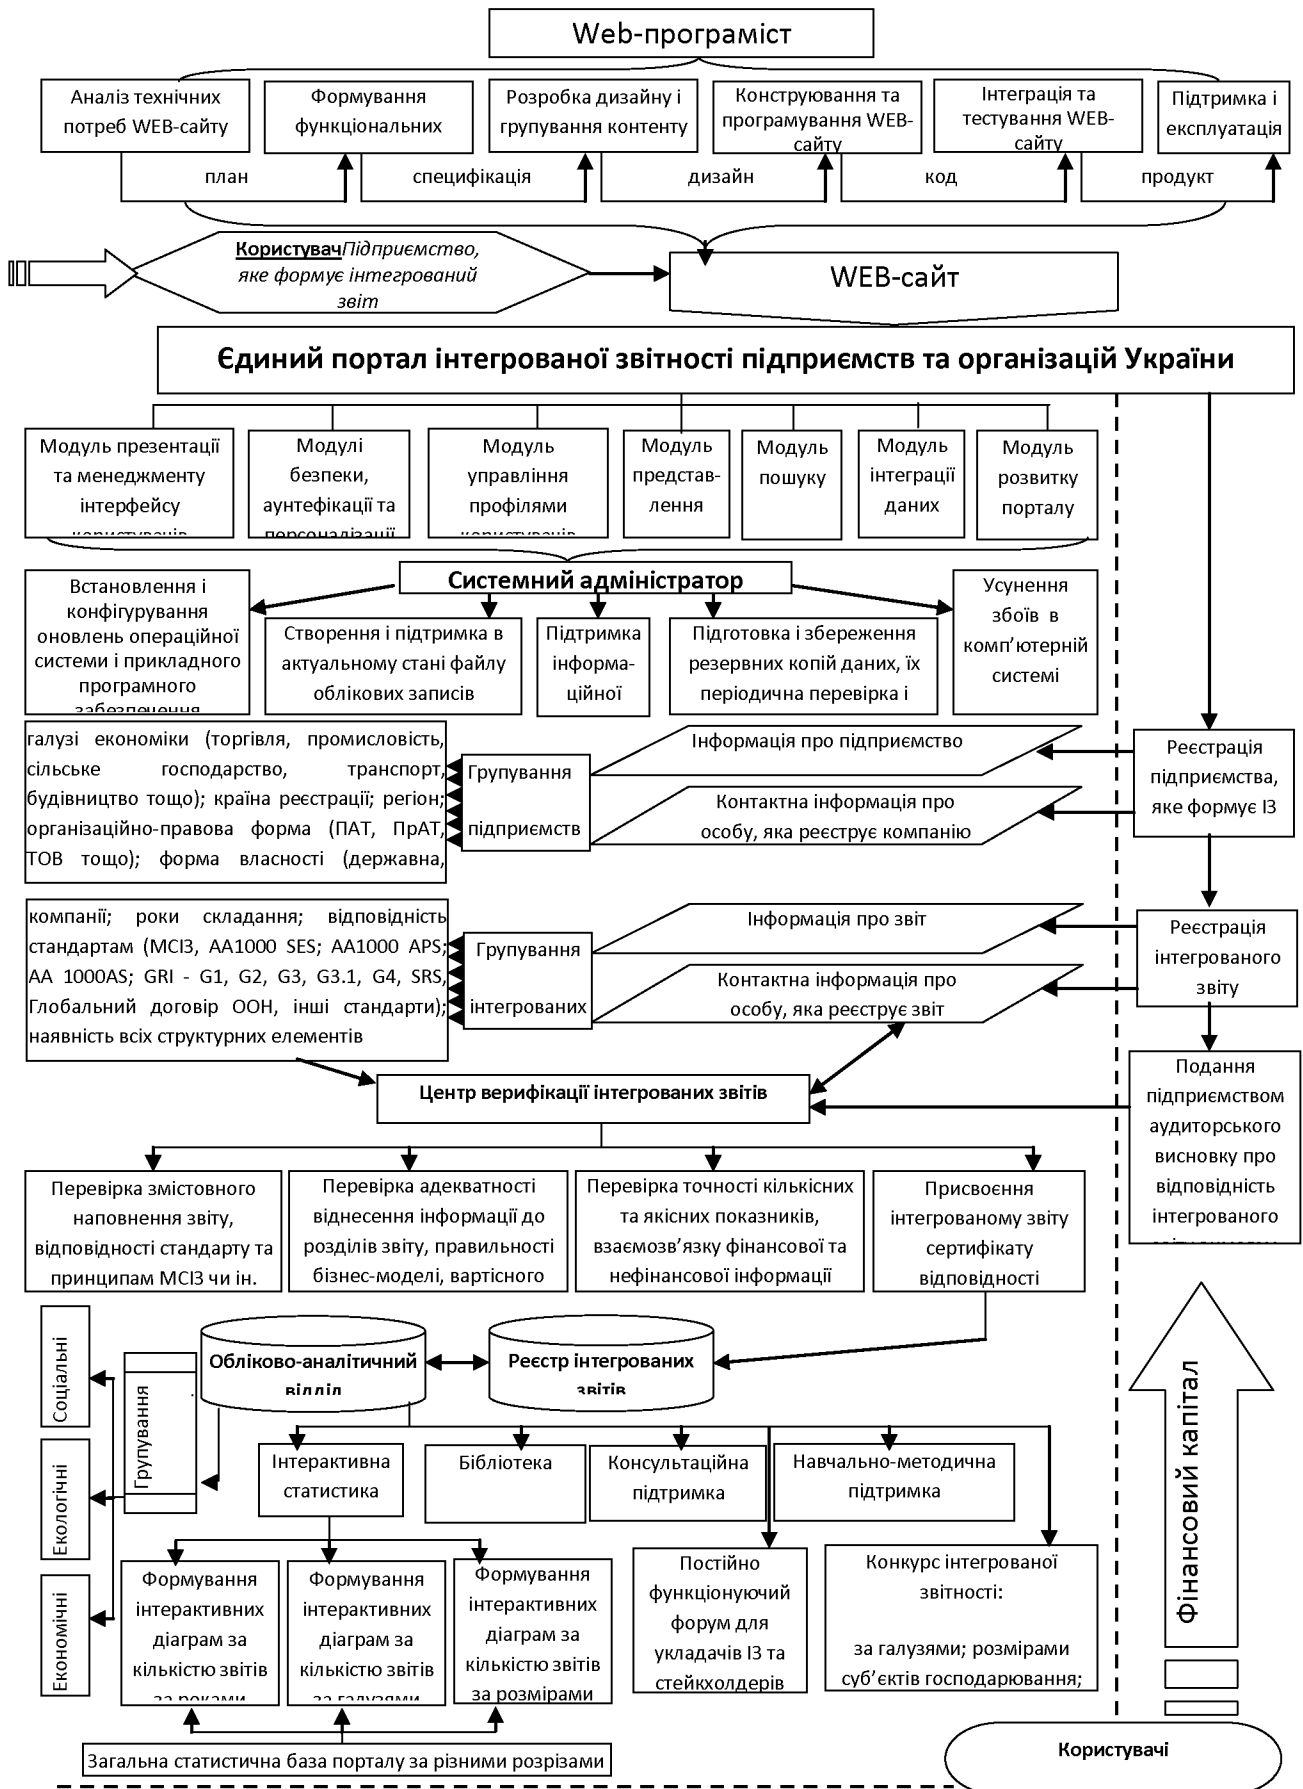 Web-програміст
Аналіз технічних
потреб WEB-сайту
Формування
функціональних
Розробка дизайну і
групування контенту
Конструювання та
програмування WEB-
сайту
Інтеграція та
тестування WEB-
сайту
Підтримка і
експлуатація
план
специфікація
дизайн
код
продукт
КористувачПідприємство,
яке формує інтегрований
звіт
WEB-сайт
Єдиний портал інтегрованої звітності підприємств та організацій України
Модуль презентації
та менеджменту
інтерфейсу
користувачів
Модулі
безпеки,
аунтефікації та
персоналізації
Модуль
управління
профілями
користувачів
Модуль
представ-
лення
Модуль
пошуку
Модуль
інтеграції
даних
Модуль
розвитку
порталу
Системний адміністратор
Встановлення і
конфігурування
оновлень операційної
системи і прикладного
програмного
забезпечення
Створення і підтримка в
актуальному стані файлу
облікових записів
Підтримка
інформа-
ційної
Підготовка і збереження
резервних копій даних, їх
періодична перевірка і
Усунення
збоїв в
комп’ютерній
системі
галузі економіки (торгівля, промисловість,
сільське господарство, транспорт,
будівництво тощо); країна реєстрації; регіон;
організаційно-правова форма (ПАТ, ПрАТ,
ТОВ тощо); форма власності (державна,
Групування
підприємств
Інформація про підприємство
Контактна інформація про
особу, яка реєструє компанію
Реєстрація
підприємства,
яке формує ІЗ
компанії; роки складання; відповідність
стандартам (МСІЗ, AA1000 SES; AA1000 APS;
AA 1000AS; GRI - G1, G2, G3, G3.1, G4, SRS,
Глобальний договір ООН, інші стандарти);
наявність всіх структурних елементів
Групування
інтегрованих
Інформація про звіт
Контактна інформація про
особу, яка реєструє звіт
Реєстрація
інтегрованого
звіту
Центр верифікації інтегрованих звітів
Подання
підприємством
аудиторського
висновку про
відповідність
інтегрованого
Перевірка змістовного
наповнення звіту,
відповідності стандарту та
принципам МСІЗ чи ін.
Перевірка адекватності
віднесення інформації до
розділів звіту, правильності
бізнес-моделі, вартісного
Перевірка точності кількісних
та якісних показників,
взаємозв’язку фінансової та
нефінансової інформації
Присвоєння
інтегрованому звіту
сертифікату
відповідності
Соціальні
Екологічні
Економічні
Групування
Обліково-аналітичний
відділ
Реєстр інтегрованих
звітів
Інтерактивна
статистика
Бібліотека
Консультаційна
підтримка
Навчально-методична
підтримка
Формування
інтерактивних
діаграм за
кількістю звітів
за роками
Формування
інтерактивних
діаграм за
кількістю звітів
за галузями
Формування
інтерактивних
діаграм за
кількістю звітів
за розмірами
Постійно
функціонуючий
форум для
укладачів ІЗ та
стейкхолдерів
Конкурс інтегрованої
звітності:
за галузями; розмірами
суб’єктів господарювання;
Загальна статистична база порталу за різними розрізами
Фінансовий капітал
Користувачі